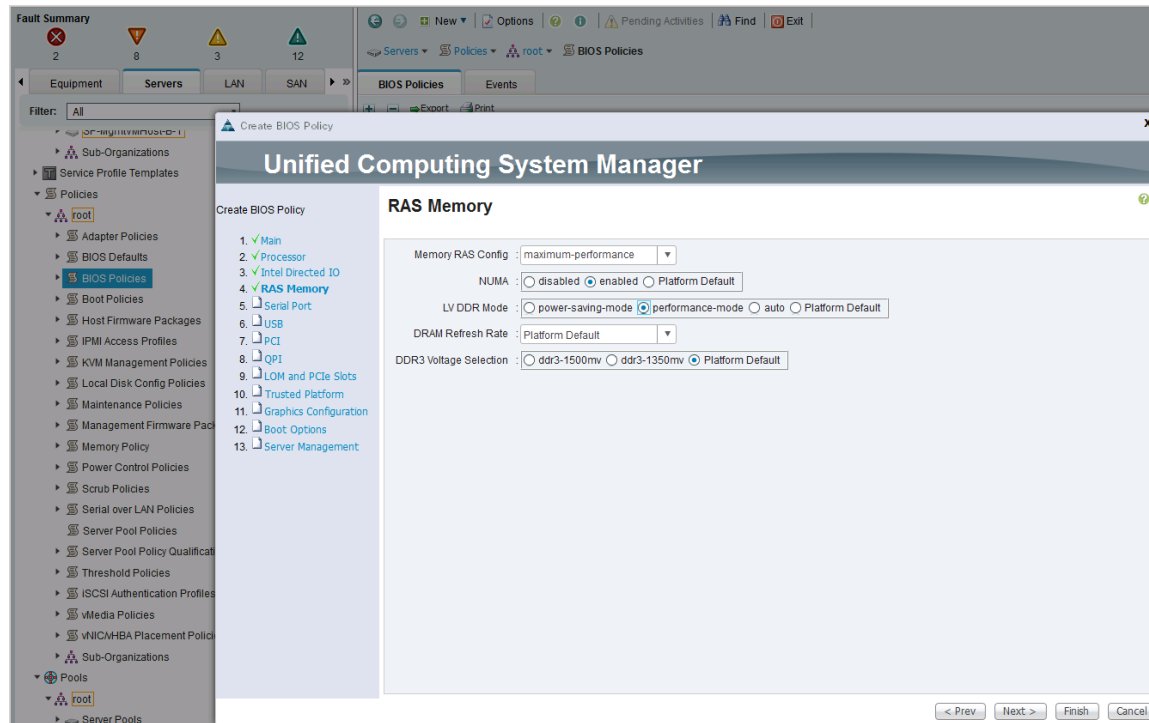 Fault Summary
2 8 3 12
New Options Pending Activities Find Exit
Servers Policies root BIOS Policies
Equipment Servers LAN SAN
BIOS Policies Events
Filter: All
Export Print
SP-MgmtVMHost-B-1
Sub-Organizations
Service Profile Templates
Policies
root
Adapter Policies
BIOS Defaults
BIOS Policies
Boot Policies
Host Firmware Packages
IPMI Access Profiles
KVM Management Policies
Local Disk Config Policies
Maintenance Policies
Management Firmware Pack
Memory Policy
Power Control Policies
Scrub Policies
Serial over LAN Policies
Server Pool Policies
Server Pool Policy Qualificati
Threshold Policies
iSCSI Authentication Profiles
vMedia Policies
vNIC/vHBA Placement Polici
Sub-Organizations
Pools
root
Server Pools
Create BIOS Policy
X
Unified Computing System Manager
Create BIOS Policy
1. Main
2. Processor
3. Intel Directed IO
4. RAS Memory
5. Serial Port
6. USB
7. PCI
8. QPI
9. LOM and PCIe Slots
10. Trusted Platform
11. Graphics Configuration
12. Boot Options
13. Server Management
RAS Memory
Memory RAS Config : maximum-performance
NUMA : disabled enabled Platform Default
LV DDR Mode : power-saving-mode performance-mode auto Platform Default
DRAM Refresh Rate : Platform Default
DDR3 Voltage Selection : ddr3-1500mv ddr3-1350mv Platform Default
< Prev Next > Finish Cancel